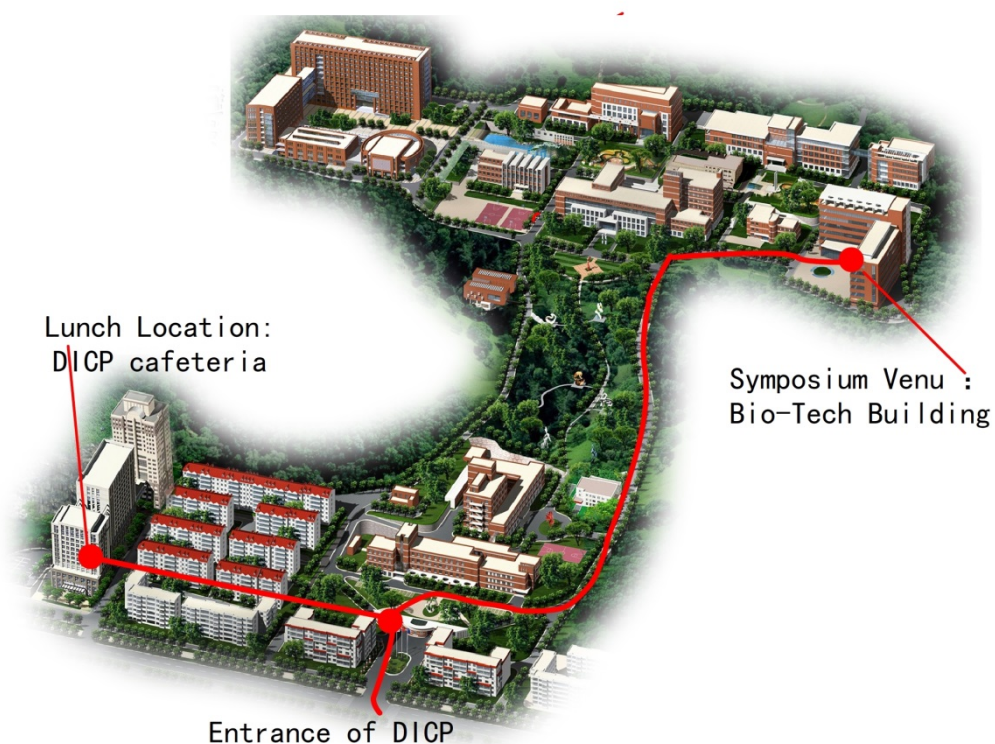 Lunch Location:
DICP cafeteria
Symposium Venu :
Bio-Tech Building
Entrance of DICP